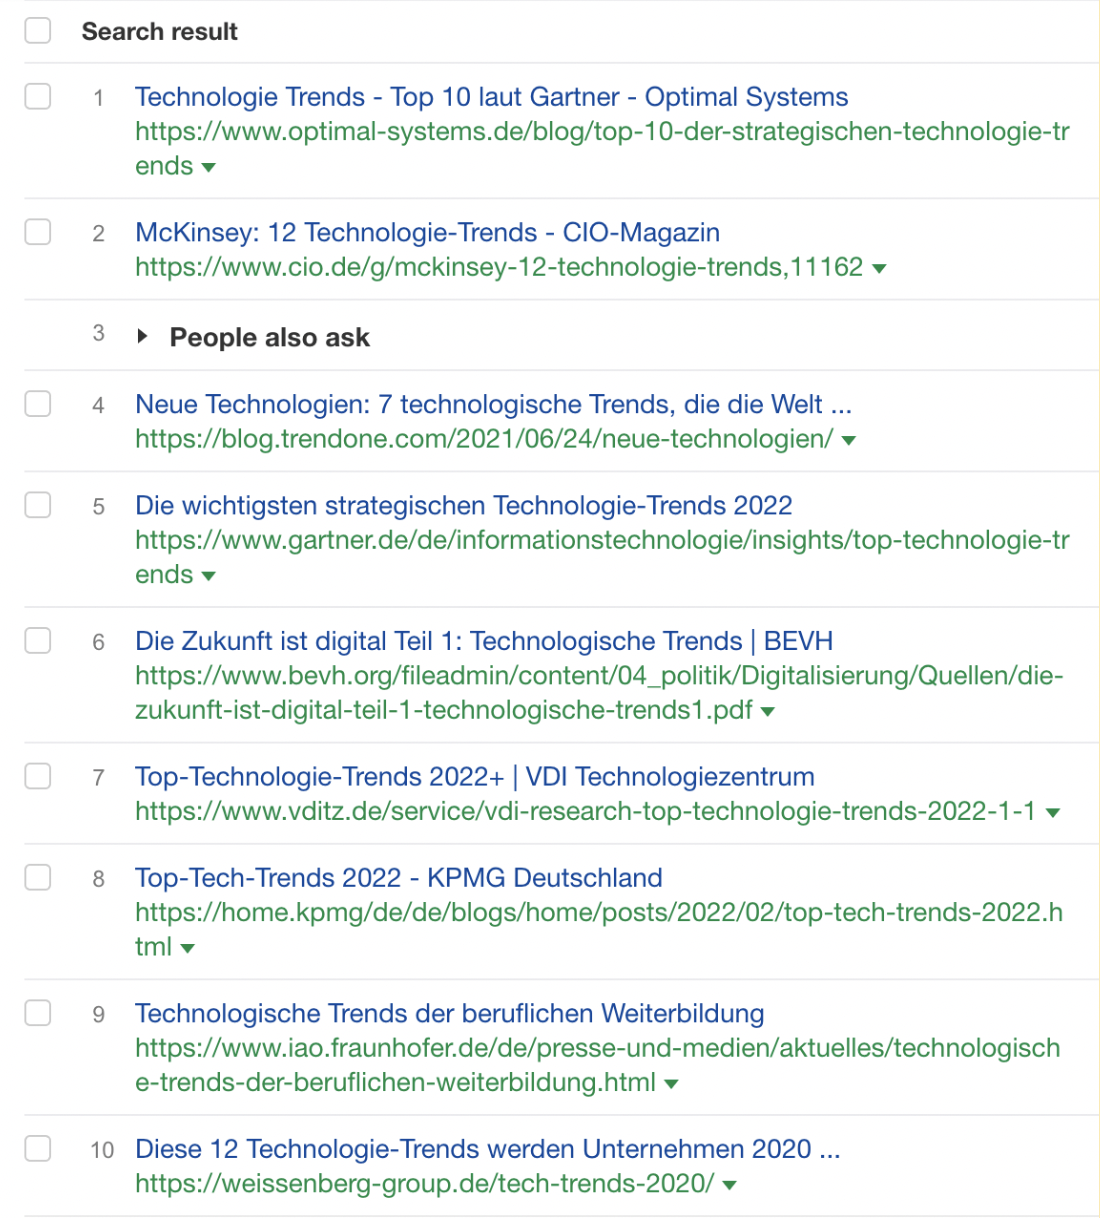 Search result
1 Technologie Trends - Top 10 laut Gartner - Optimal Systems
https://www.optimal-systems.de/blog/top-10-der-strategischen-technologie-tr
ends
2 McKinsey: 12 Technologie-Trends - CIO-Magazin
https://www.cio.de/g/mckinsey-12-technologie-trends,11162
3 People also ask
4 Neue Technologien: 7 technologische Trends, die die Welt ...
https://blog.trendone.com/2021/06/24/neue-technologien/
5 Die wichtigsten strategischen Technologie-Trends 2022
https://www.gartner.de/de/informationstechnologie/insights/top-technologie-tr
ends
6 Die Zukunft ist digital Teil 1: Technologische Trends | BEVH
https://www.bevh.org/fileadmin/content/04_politik/Digitalisierung/Quellen/die-
zukunft-ist-digital-teil-1-technologische-trends1.pdf
7 Top-Technologie-Trends 2022+ | VDI Technologiezentrum
https://www.vditz.de/service/vdi-research-top-technologie-trends-2022-1-1
8 Top-Tech-Trends 2022 - KPMG Deutschland
https://home.kpmg/de/de/blogs/home/posts/2022/02/top-tech-trends-2022.h
tml
9 Technologische Trends der beruflichen Weiterbildung
https://www.iao.fraunhofer.de/de/presse-und-medien/aktuelles/technologisch
e-trends-der-beruflichen-weiterbildung.html
10 Diese 12 Technologie-Trends werden Unternehmen 2020 ...
https://weissenberg-group.de/tech-trends-2020/